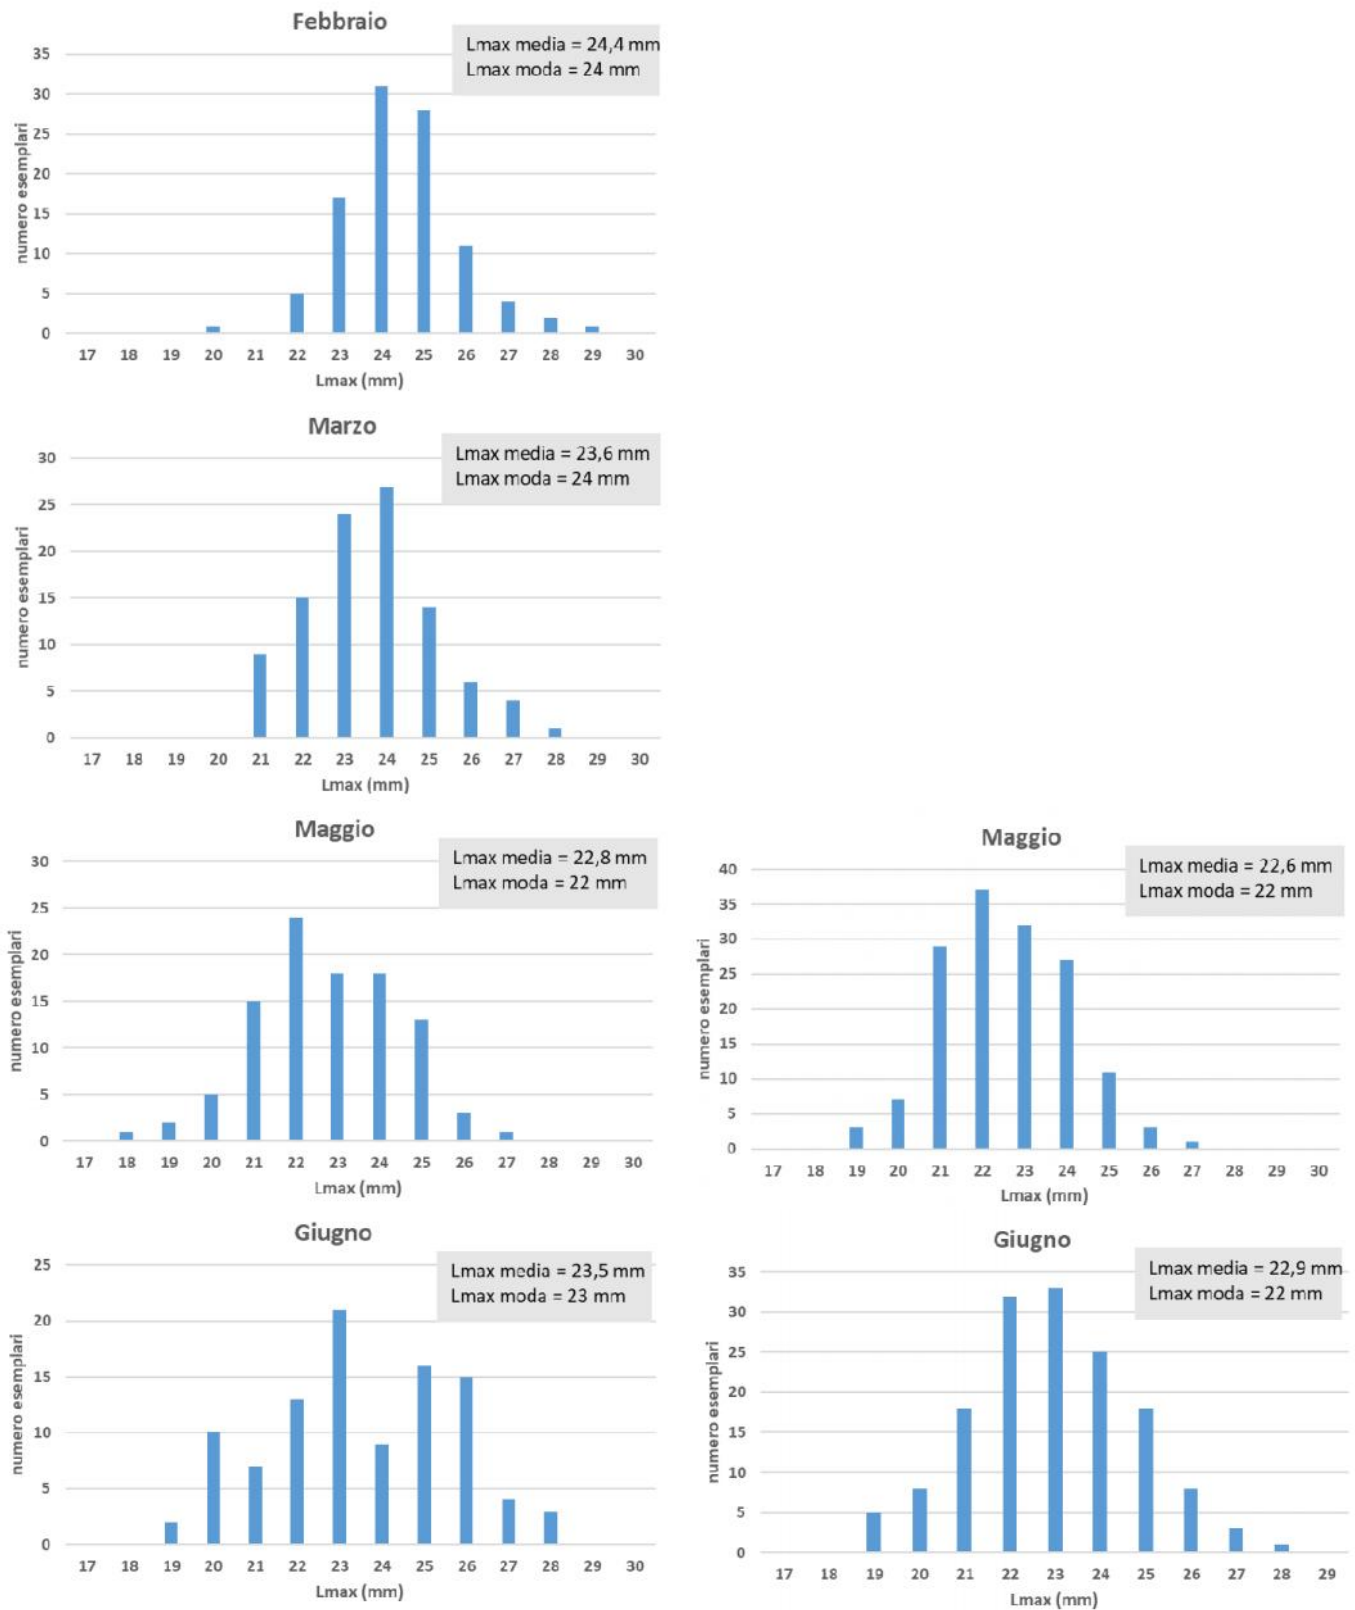 Febbraio
Lmax media = 24,4 mm
Lmax moda = 24 mm
numero esemplari
35
30
25
20
15
10
5
0
17 18 19 20 21 22 23 24 25 26 27 28 29 30
Lmax (mm)
Marzo
Lmax media = 23,6 mm
Lmax moda = 24 mm
numero esemplari
30
25
20
15
10
5
0
17 18 19 20 21 22 23 24 25 26 27 28 29 30
Lmax (mm)
Maggio
Lmax media = 22,8 mm
Lmax moda = 22 mm
numero esemplari
30
25
20
15
10
5
0
17 18 19 20 21 22 23 24 25 26 27 28 29 30
Lmax (mm)
Maggio
Lmax media = 22,6 mm
Lmax moda = 22 mm
numero esemplari
40
35
30
25
20
15
10
5
0
17 18 19 20 21 22 23 24 25 26 27 28 29 30
Lmax (mm)
Giugno
Lmax media = 23,5 mm
Lmax moda = 23 mm
numero esemplari
25
20
15
10
5
0
17 18 19 20 21 22 23 24 25 26 27 28 29 30
Lmax (mm)
Giugno
Lmax media = 22,9 mm
Lmax moda = 22 mm
numero esemplari
35
30
25
20
15
10
5
0
17 18 19 20 21 22 23 24 25 26 27 28 29
Lmax (mm)